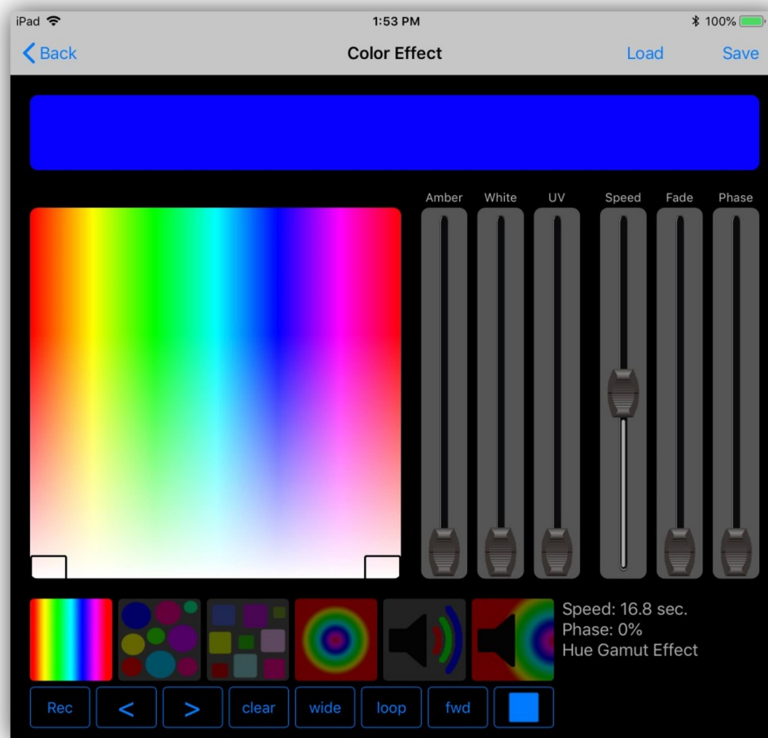 iPad 1:53 PM 100%
Back Color Effect Load Save
Amber White UV Speed Fade Phase
Speed: 16.8 sec.
Phase: 0%
Hue Gamut Effect
Rec < > clear wide loop fwd